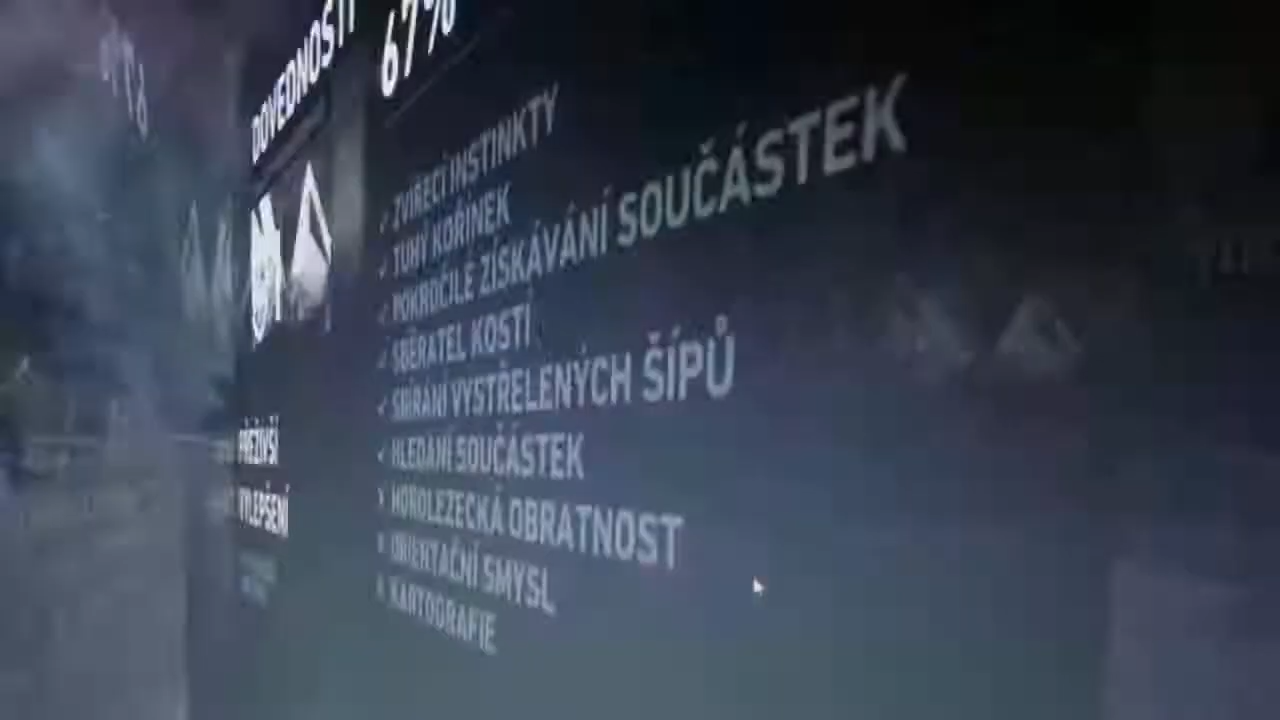 DOVEDNOSTI
67%
ZVÍŘECÍ INSTINKTY
TUHÝ KOŘÍNEK
POKROČILÉ ZÍSKÁVÁNÍ SOUČÁSTEK
SBĚRATEL KOSTÍ
SBÍRÁNÍ VYSTŘELENÝCH ŠÍPŮ
HLEDÁNÍ SOUČÁSTEK
HOROLEZECKÁ OBRATNOST
ORIENTAČNÍ SMYSL
KARTOGRAFIE
PŘEŽIVŠÍ
VYLEPŠENÍ